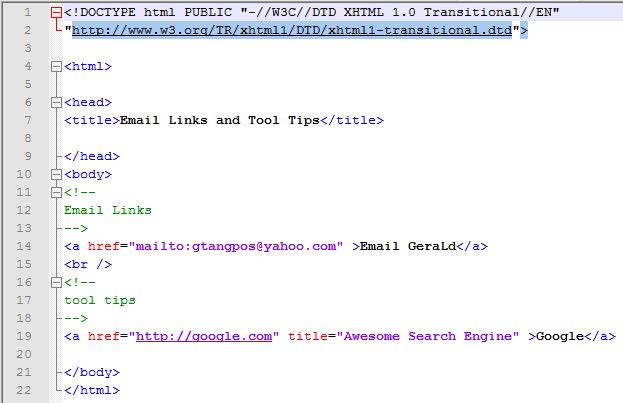 1 <!DOCTYPE html PUBLIC "-//W3C//DTD XHTML 1.0 Transitional//EN"
2 "http://www.w3.org/TR/xhtml1/DTD/xhtml1-transitional.dtd">
3
4 <html>
5
6 <head>
7 <title>Email Links and Tool Tips</title>
8
9 </head>
10 <body>
11 <!--
12 Email Links
13 -->
14 <a href="mailto:gtangpos@yahoo.com" >Email GeraLd</a>
15 <br />
16 <!--
17 tool tips
18 -->
19 <a href="http://google.com" title="Awesome Search Engine" >Google</a>
20
21 </body>
22 </html>